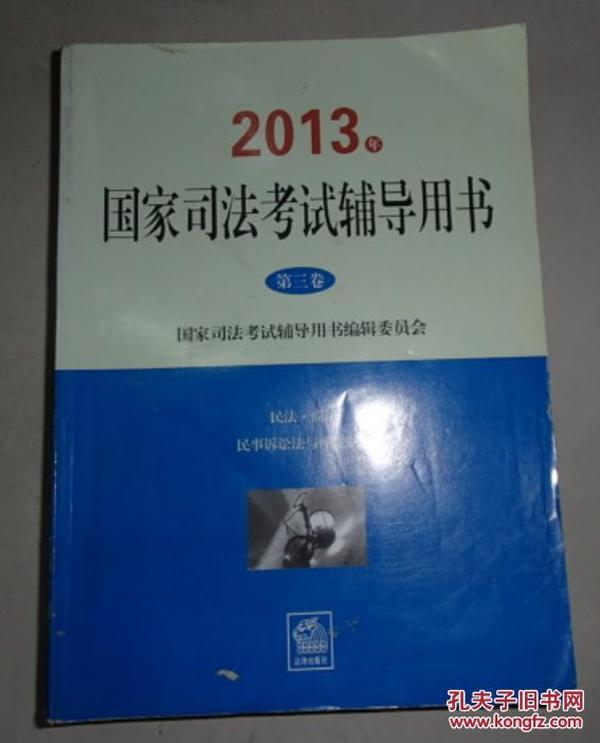 2013年
国家司法考试辅导用书
第三卷
国家司法考试辅导用书编辑委员会
民法·商
民事诉讼法与
法律出版社
孔夫子旧书网
www.kongfz.com